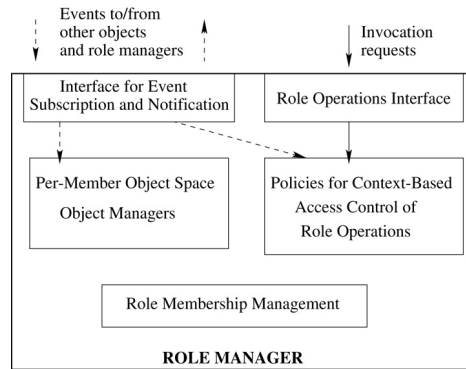 Events to/from
other objects
and role managers
Invocation
requests
Interface for Event
Subscription and Notification
Role Operations Interface
Per-Member Object Space
Object Managers
Policies for Context-Based
Access Control of
Role Operations
Role Membership Management
ROLE MANAGER